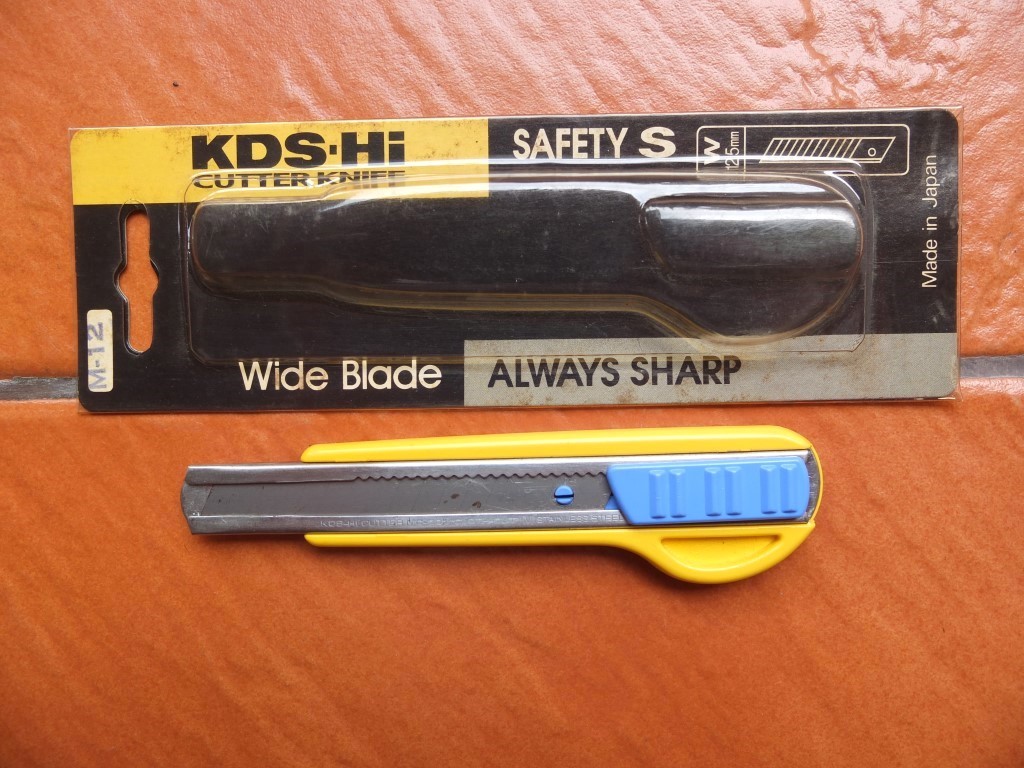 KDS·Hi
CUTTER KNIFE
SAFETY S
W
12.5mm
Made in Japan
M-12
Wide Blade
ALWAYS SHARP
KDS-HI CUTTER
STAINLESS STEEL